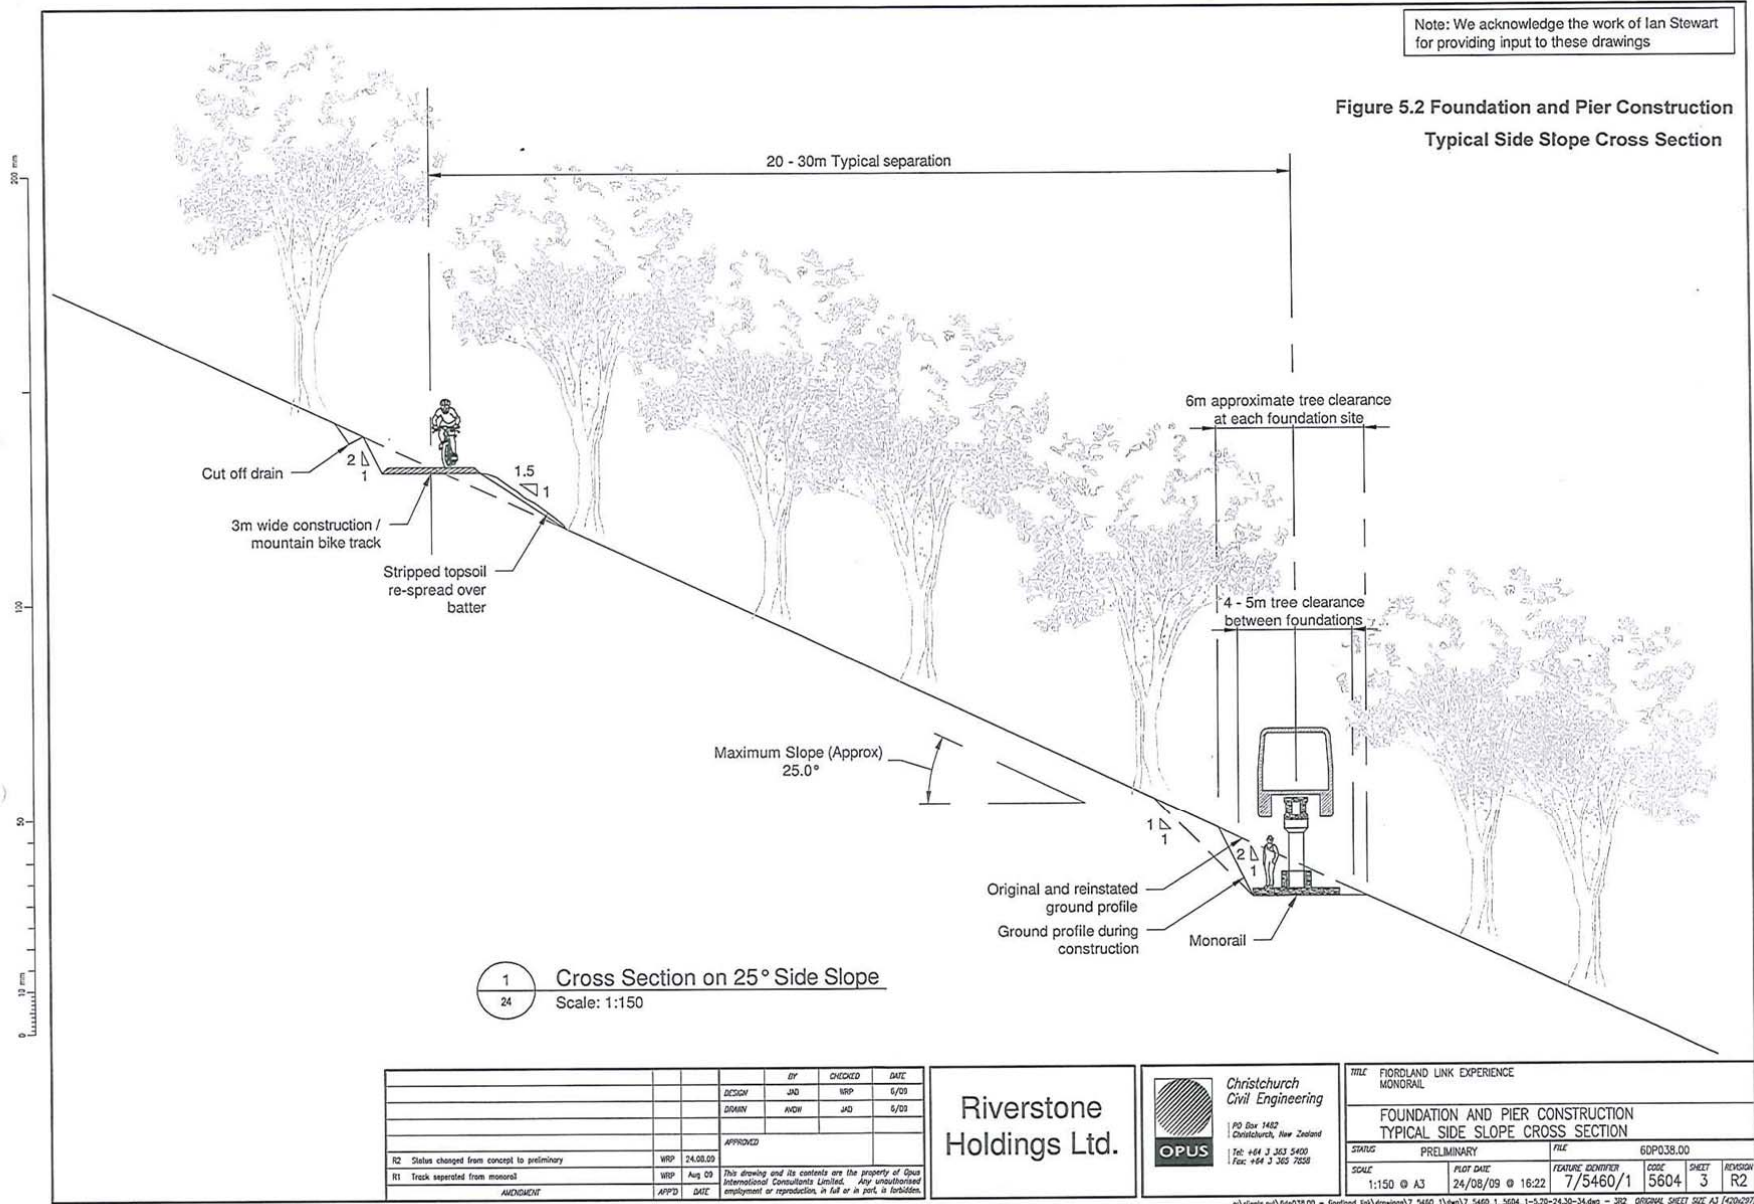 Note: We acknowledge the work of Ian Stewart
for providing input to these drawings
Figure 5.2 Foundation and Pier Construction
Typical Side Slope Cross Section
20 - 30m Typical separation
6m approximate tree clearance
at each foundation site
4 - 5m tree clearance
between foundations
Cut off drain
2
1
1.5
1
3m wide construction /
mountain bike track
Stripped topsoil
re-spread over
batter
Maximum Slope (Approx)
25.0°
1
1
2
1
Original and reinstated
ground profile
Ground profile during
construction
Monorail
200 mm
100
50
10 mm
0
1
24
Cross Section on 25° Side Slope
Scale: 1:150
BY CHECKED DATE
DESIGN JAD WRP 6/09
DRAWN AVDW JAD 6/09
APPROVED
R2 Status changed from concept to preliminary WRP 24.08.09
R1 Track seperated from monorail WRP Aug 09
AMENDMENT APP'D DATE
This drawing and its contents are the property of Opus
International Consultants Limited. Any unauthorised
employment or reproduction, in full or in part, is forbidden.
Riverstone
Holdings Ltd.
OPUS
Christchurch
Civil Engineering
PO Box 1482
Christchurch, New Zealand
Tel: +64 3 363 5400
Fax: +64 3 365 7858
TITLE FIORDLAND LINK EXPERIENCE
MONORAIL
FOUNDATION AND PIER CONSTRUCTION
TYPICAL SIDE SLOPE CROSS SECTION
STATUS PRELIMINARY FILE 6DP038.00
SCALE PLOT DATE FEATURE IDENTIFIER CODE SHEET REVISION
1:150 @ A3 24/08/09 @ 16:22 7/5460/1 5604 3 R2
ORIGINAL SHEET SIZE A3